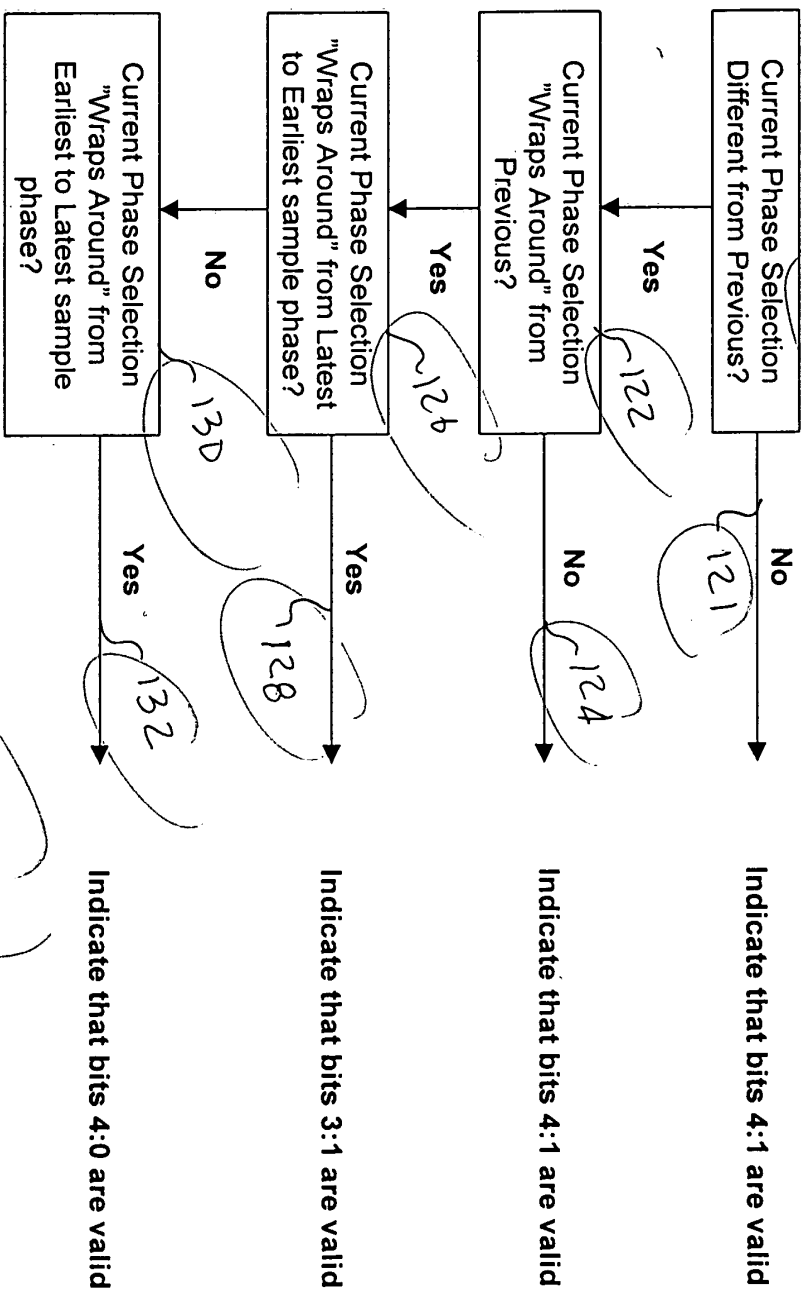 Current Phase Selection
Different from Previous?
No
121
Indicate that bits 4:1 are valid
Yes
122
Current Phase Selection
"Wraps Around" from
Previous?
No
124
Indicate that bits 4:1 are valid
Yes
126
Current Phase Selection
"Wraps Around" from Latest
to Earliest sample phase?
Yes
128
Indicate that bits 3:1 are valid
No
130
Current Phase Selection
"Wraps Around" from
Earliest to Latest sample
phase?
Yes
132
Indicate that bits 4:0 are valid